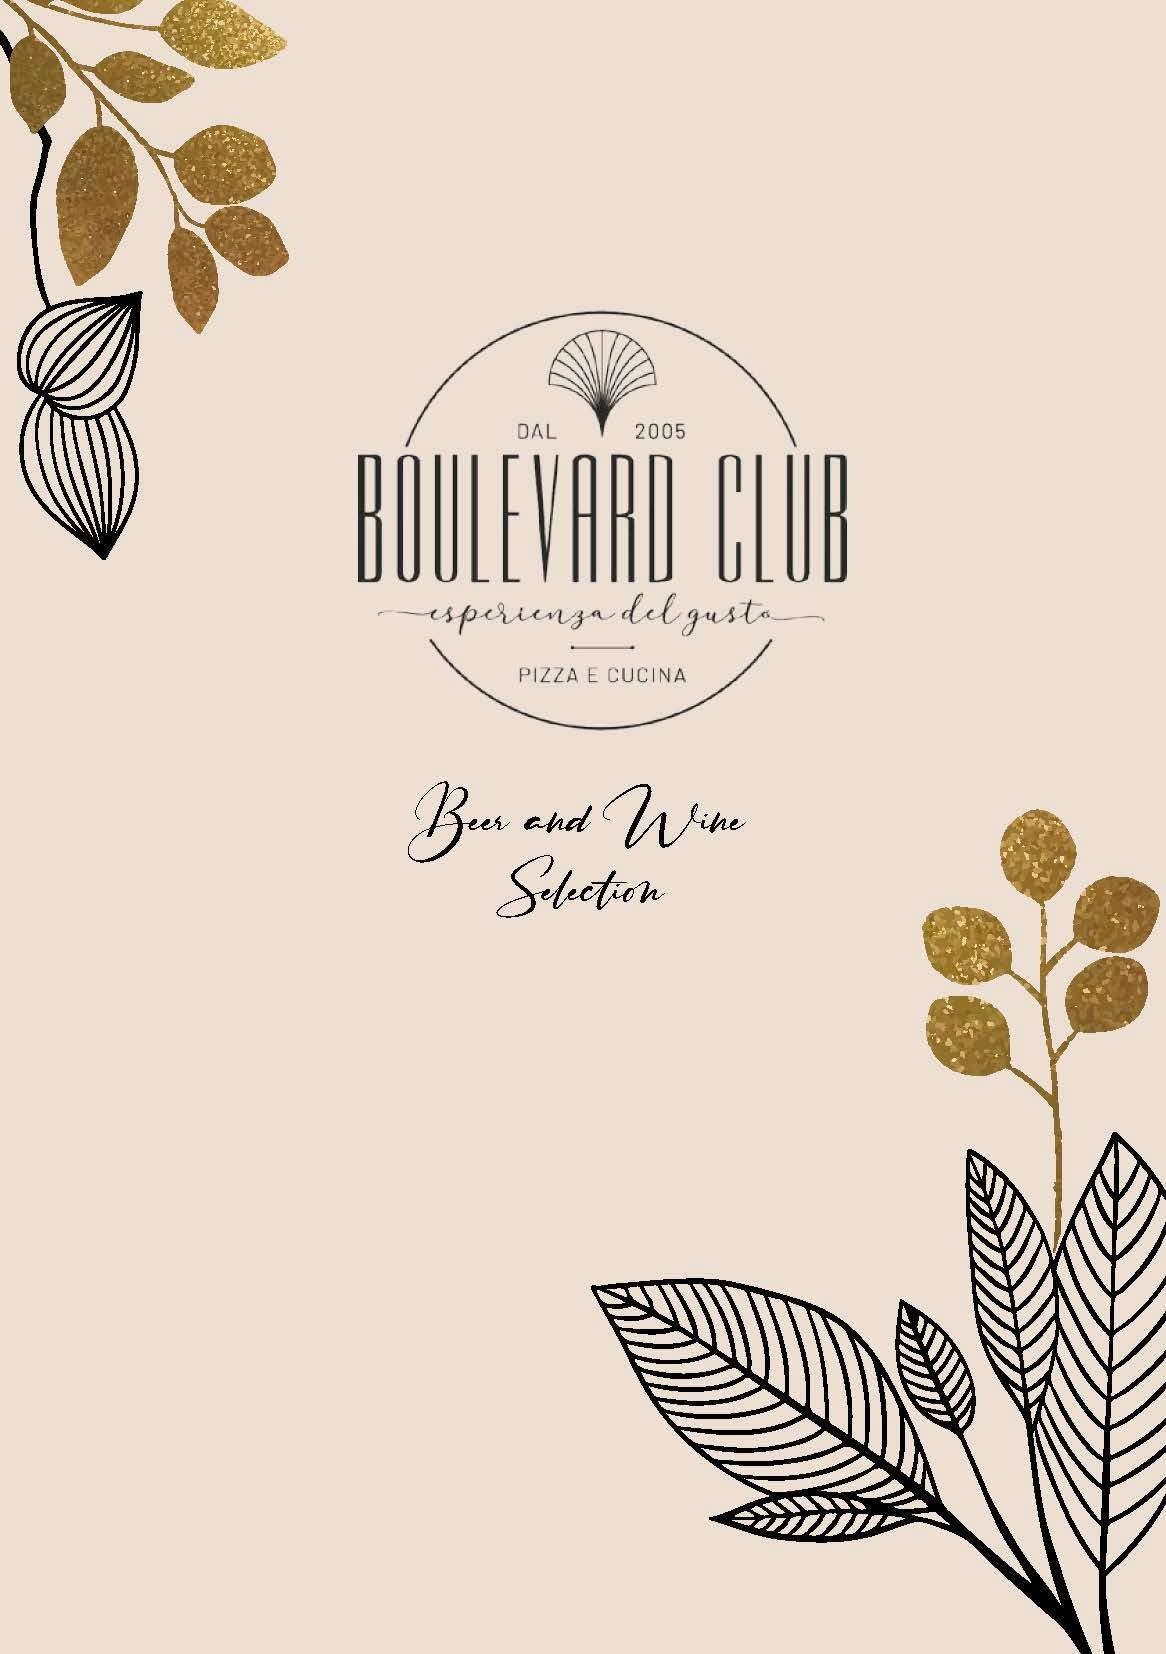 DAL 2005
BOULEVARD CLUB
esperienza del gusto
PIZZA E CUCINA
Beer and Wine
Selection